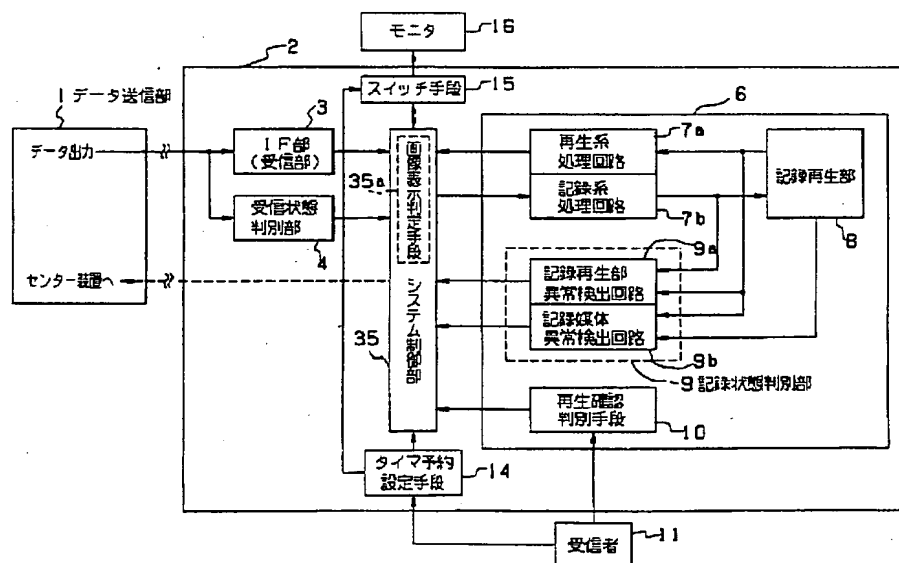 モニタ
16
2
スイッチ手段
15
1 データ送信部
3
6
データ出力
IF部
(受信部)
35a
画像表示判定手段
再生系
処理回路
7a
記録系
処理回路
7b
記録再生部
8
受信状態
判別部
4
9a
センター装置へ
システム制御部
35
記録再生部
異常検出回路
記録媒体
異常検出回路
9b
9 記録状態判別部
再生確認
判別手段
10
タイマ予約
設定手段
14
受信者
11